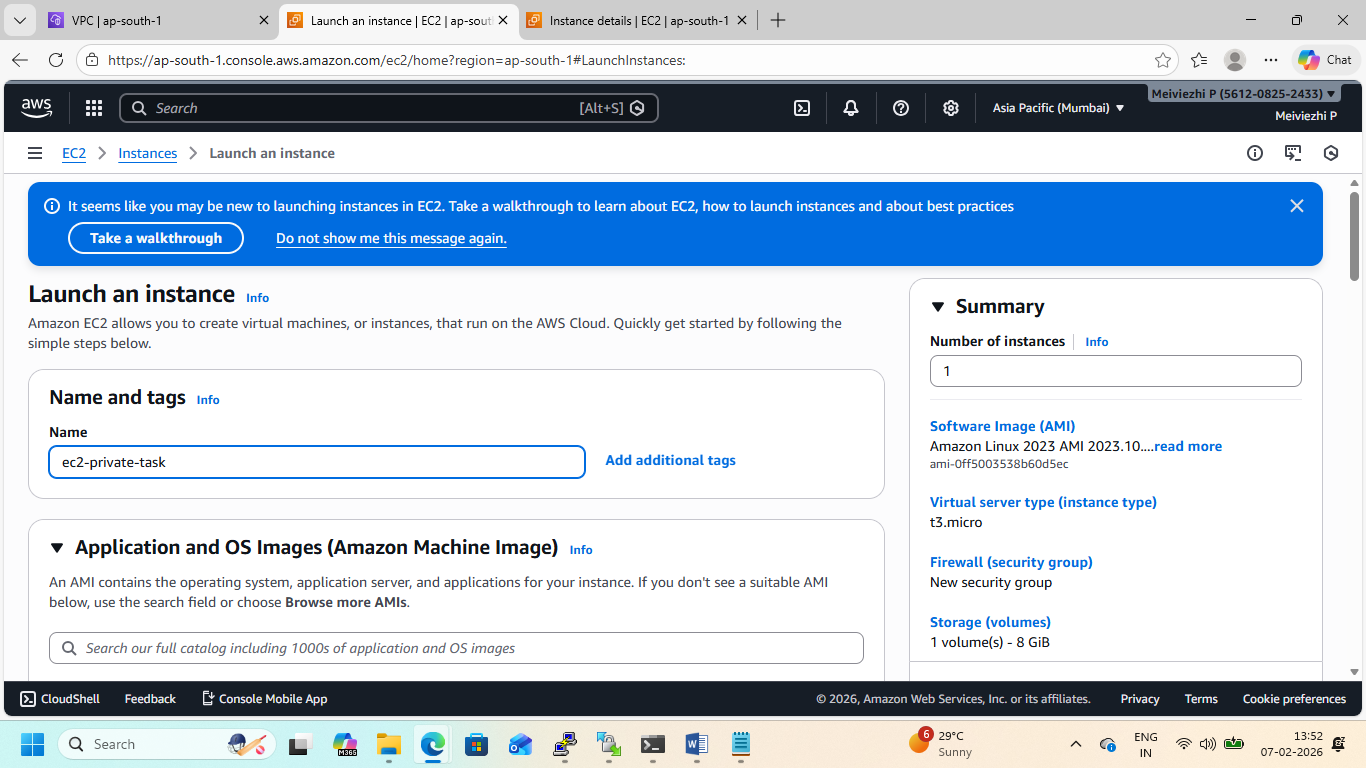 VPC | ap-south-1
Launch an instance | EC2 | ap-sout
Instance details | EC2 | ap-south-1
https://ap-south-1.console.aws.amazon.com/ec2/home?region=ap-south-1#LaunchInstances:
Chat
aws
Search
[Alt+S]
Asia Pacific (Mumbai)
Meiviezhi P (5612-0825-2433)
Meiviezhi P
EC2
Instances
Launch an instance
It seems like you may be new to launching instances in EC2. Take a walkthrough to learn about EC2, how to launch instances and about best practices
Take a walkthrough
Do not show me this message again.
Launch an instance Info
Amazon EC2 allows you to create virtual machines, or instances, that run on the AWS Cloud. Quickly get started by following the
simple steps below.
Name and tags Info
Name
ec2-private-task
Add additional tags
Application and OS Images (Amazon Machine Image) Info
An AMI contains the operating system, application server, and applications for your instance. If you don't see a suitable AMI
below, use the search field or choose Browse more AMIs.
Search our full catalog including 1000s of application and OS images
Summary
Number of instances Info
1
Software Image (AMI)
Amazon Linux 2023 AMI 2023.10....read more
ami-0ff5003538b60d5ec
Virtual server type (instance type)
t3.micro
Firewall (security group)
New security group
Storage (volumes)
1 volume(s) - 8 GiB
CloudShell
Feedback
Console Mobile App
© 2026, Amazon Web Services, Inc. or its affiliates.
Privacy
Terms
Cookie preferences
Search
M365
6
29°C
Sunny
ENG
IN
13:52
07-02-2026